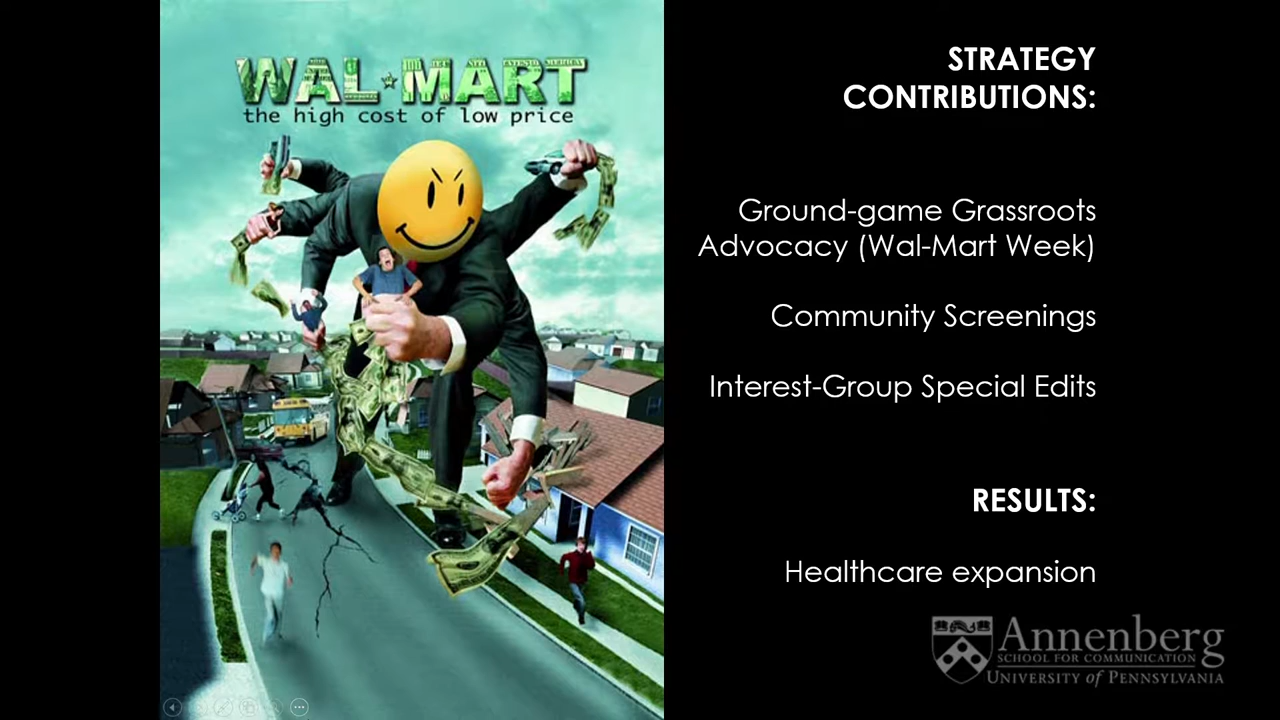 WAL★MART
the high cost of low price
STRATEGY
CONTRIBUTIONS:
Ground-game Grassroots
Advocacy (Wal-Mart Week)
Community Screenings
Interest-Group Special Edits
RESULTS:
Healthcare expansion
Annenberg
SCHOOL FOR COMMUNICATION
UNIVERSITY of PENNSYLVANIA